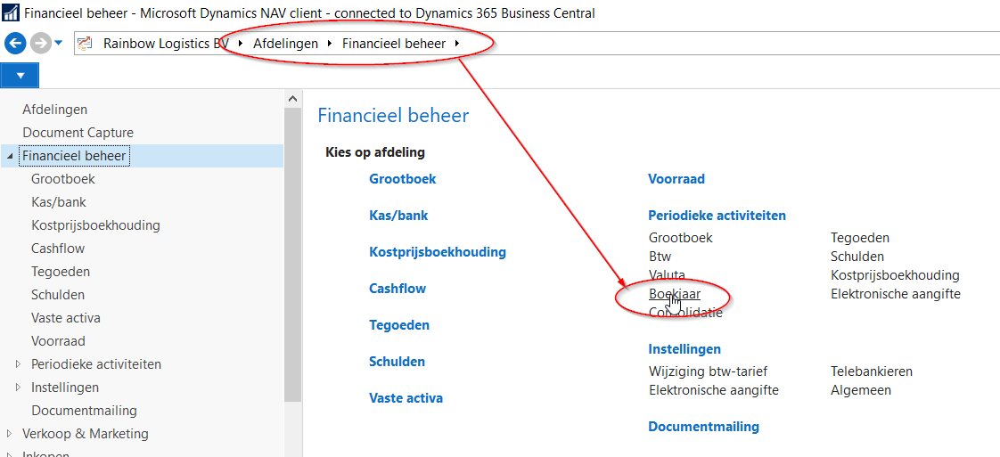 Financieel beheer - Microsoft Dynamics NAV client - connected to Dynamics 365 Business Central
Rainbow Logistics BV Afdelingen Financieel beheer
Afdelingen
Document Capture
Financieel beheer
Grootboek
Kas/bank
Kostprijsboekhouding
Cashflow
Tegoeden
Schulden
Vaste activa
Voorraad
Periodieke activiteiten
Instellingen
Documentmailing
Verkoop & Marketing
Inkopen
Financieel beheer
Kies op afdeling
Grootboek
Kas/bank
Kostprijsboekhouding
Cashflow
Tegoeden
Schulden
Vaste activa
Voorraad
Periodieke activiteiten
Grootboek Tegoeden
Btw Schulden
Valuta Kostprijsboekhouding
Boekjaar Elektronische aangifte
Consolidatie
Instellingen
Wijziging btw-tarief Telebankieren
Elektronische aangifte Algemeen
Documentmailing